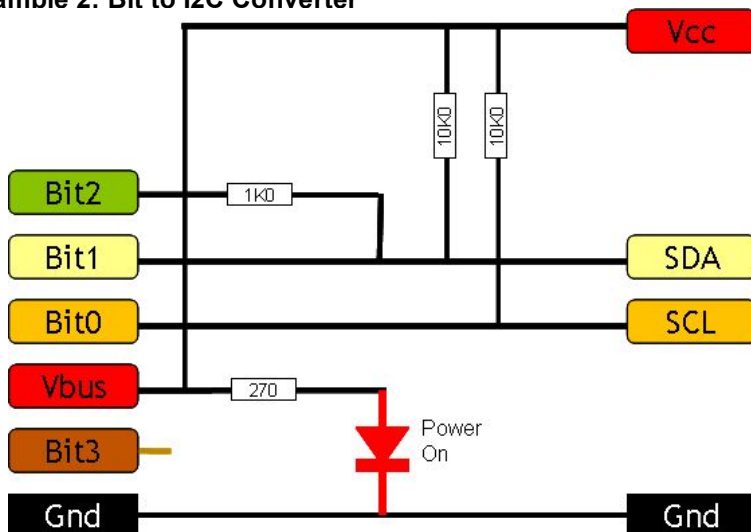 ample 2: Bit to I2C Converter
Vcc
10K0
10K0
Bit2
1K0
Bit1
SDA
Bit0
SCL
Vbus
270
Power
On
Bit3
Gnd
Gnd